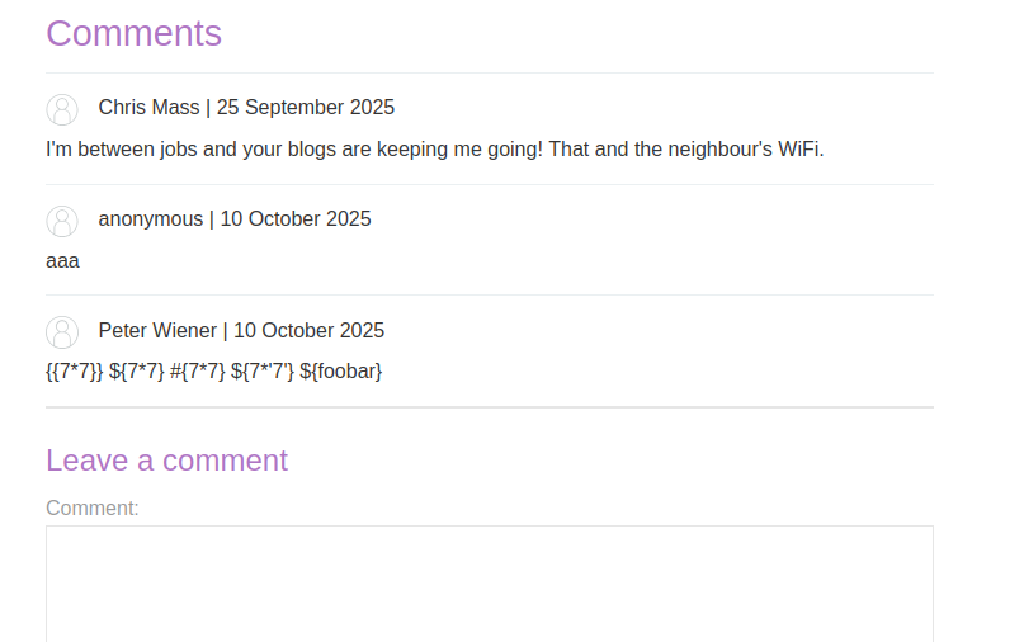 Comments
Chris Mass | 25 September 2025
I'm between jobs and your blogs are keeping me going! That and the neighbour's WiFi.
anonymous | 10 October 2025
aaa
Peter Wiener | 10 October 2025
{{7*7}} ${7*7} #{7*7} ${7*'7'} ${foobar}
Leave a comment
Comment: